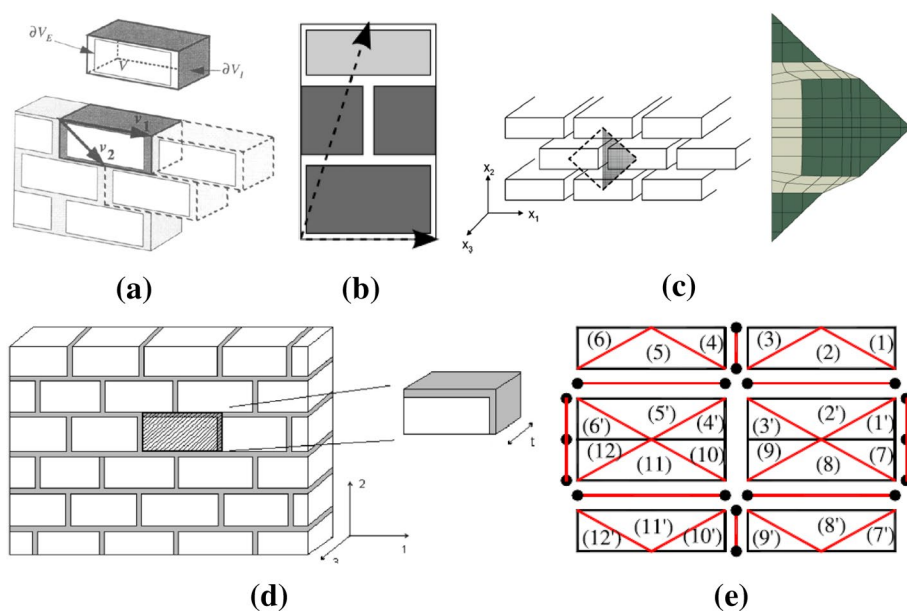 ∂V_E
V
∂V_I
v_1
v_2
(a)
(b)
x_2
x_1
x_3
(c)
2
1
3
t
(d)
(6) (5) (4) (3) (2) (1)
(6') (5') (4') (3') (2') (1')
(12) (11) (10) (9) (8) (7)
(12') (11') (10') (9') (8') (7')
(e)